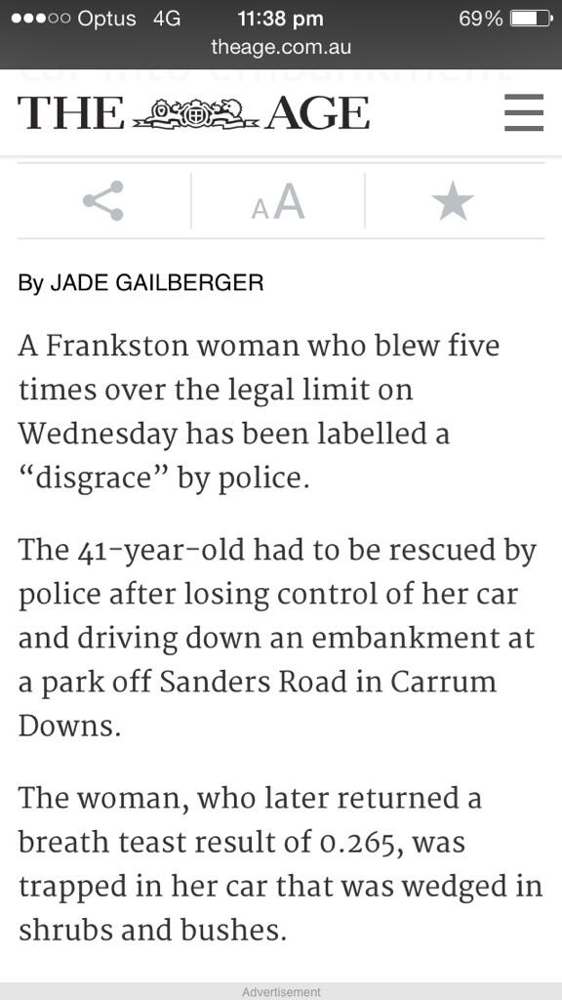 Optus 4G 11:38 pm 69%
theage.com.au
car into embankment
THE AGE
AA
By JADE GAILBERGER
A Frankston woman who blew five
times over the legal limit on
Wednesday has been labelled a
“disgrace” by police.
The 41-year-old had to be rescued by
police after losing control of her car
and driving down an embankment at
a park off Sanders Road in Carrum
Downs.
The woman, who later returned a
breath teast result of 0.265, was
trapped in her car that was wedged in
shrubs and bushes.
Advertisement